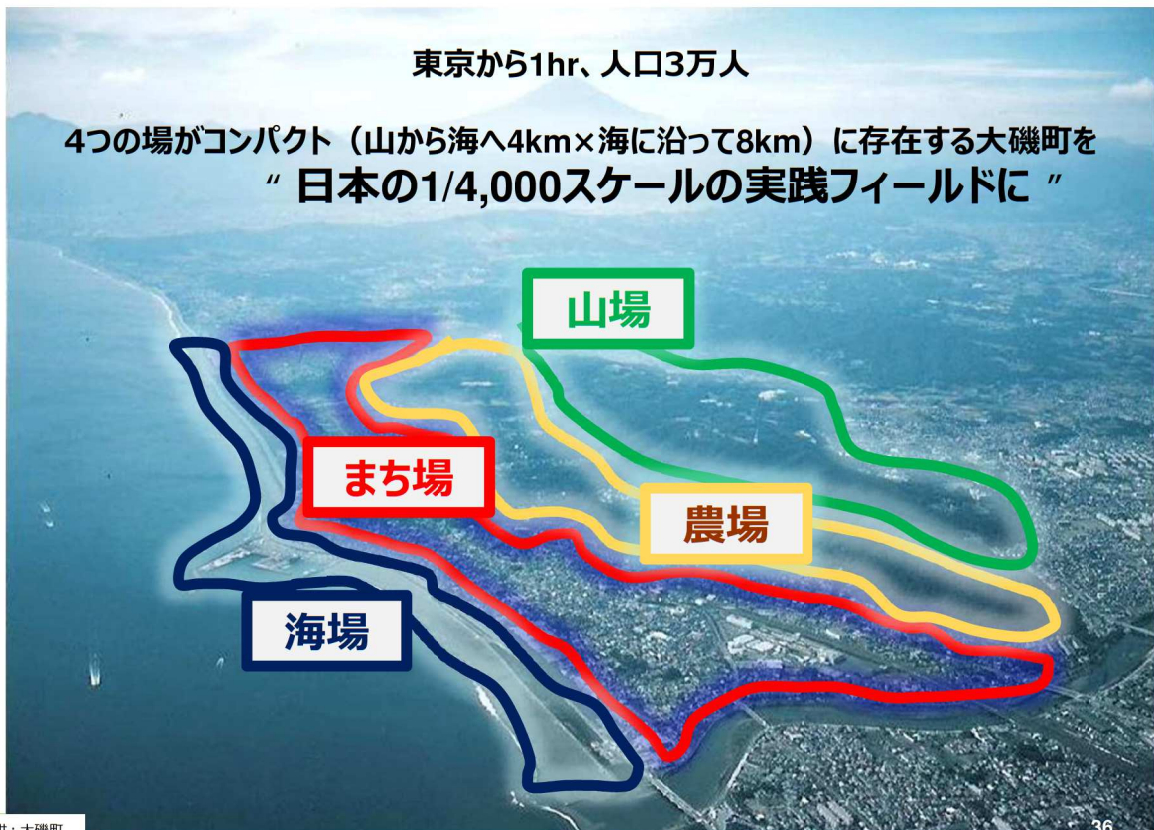 東京から1hr、人口3万人
4つの場がコンパクト（山から海へ4km×海に沿って8km）に存在する大磯町を
“ 日本の1/4,000スケールの実践フィールドに ”
山場
まち場
農場
海場
供：大磯町
36